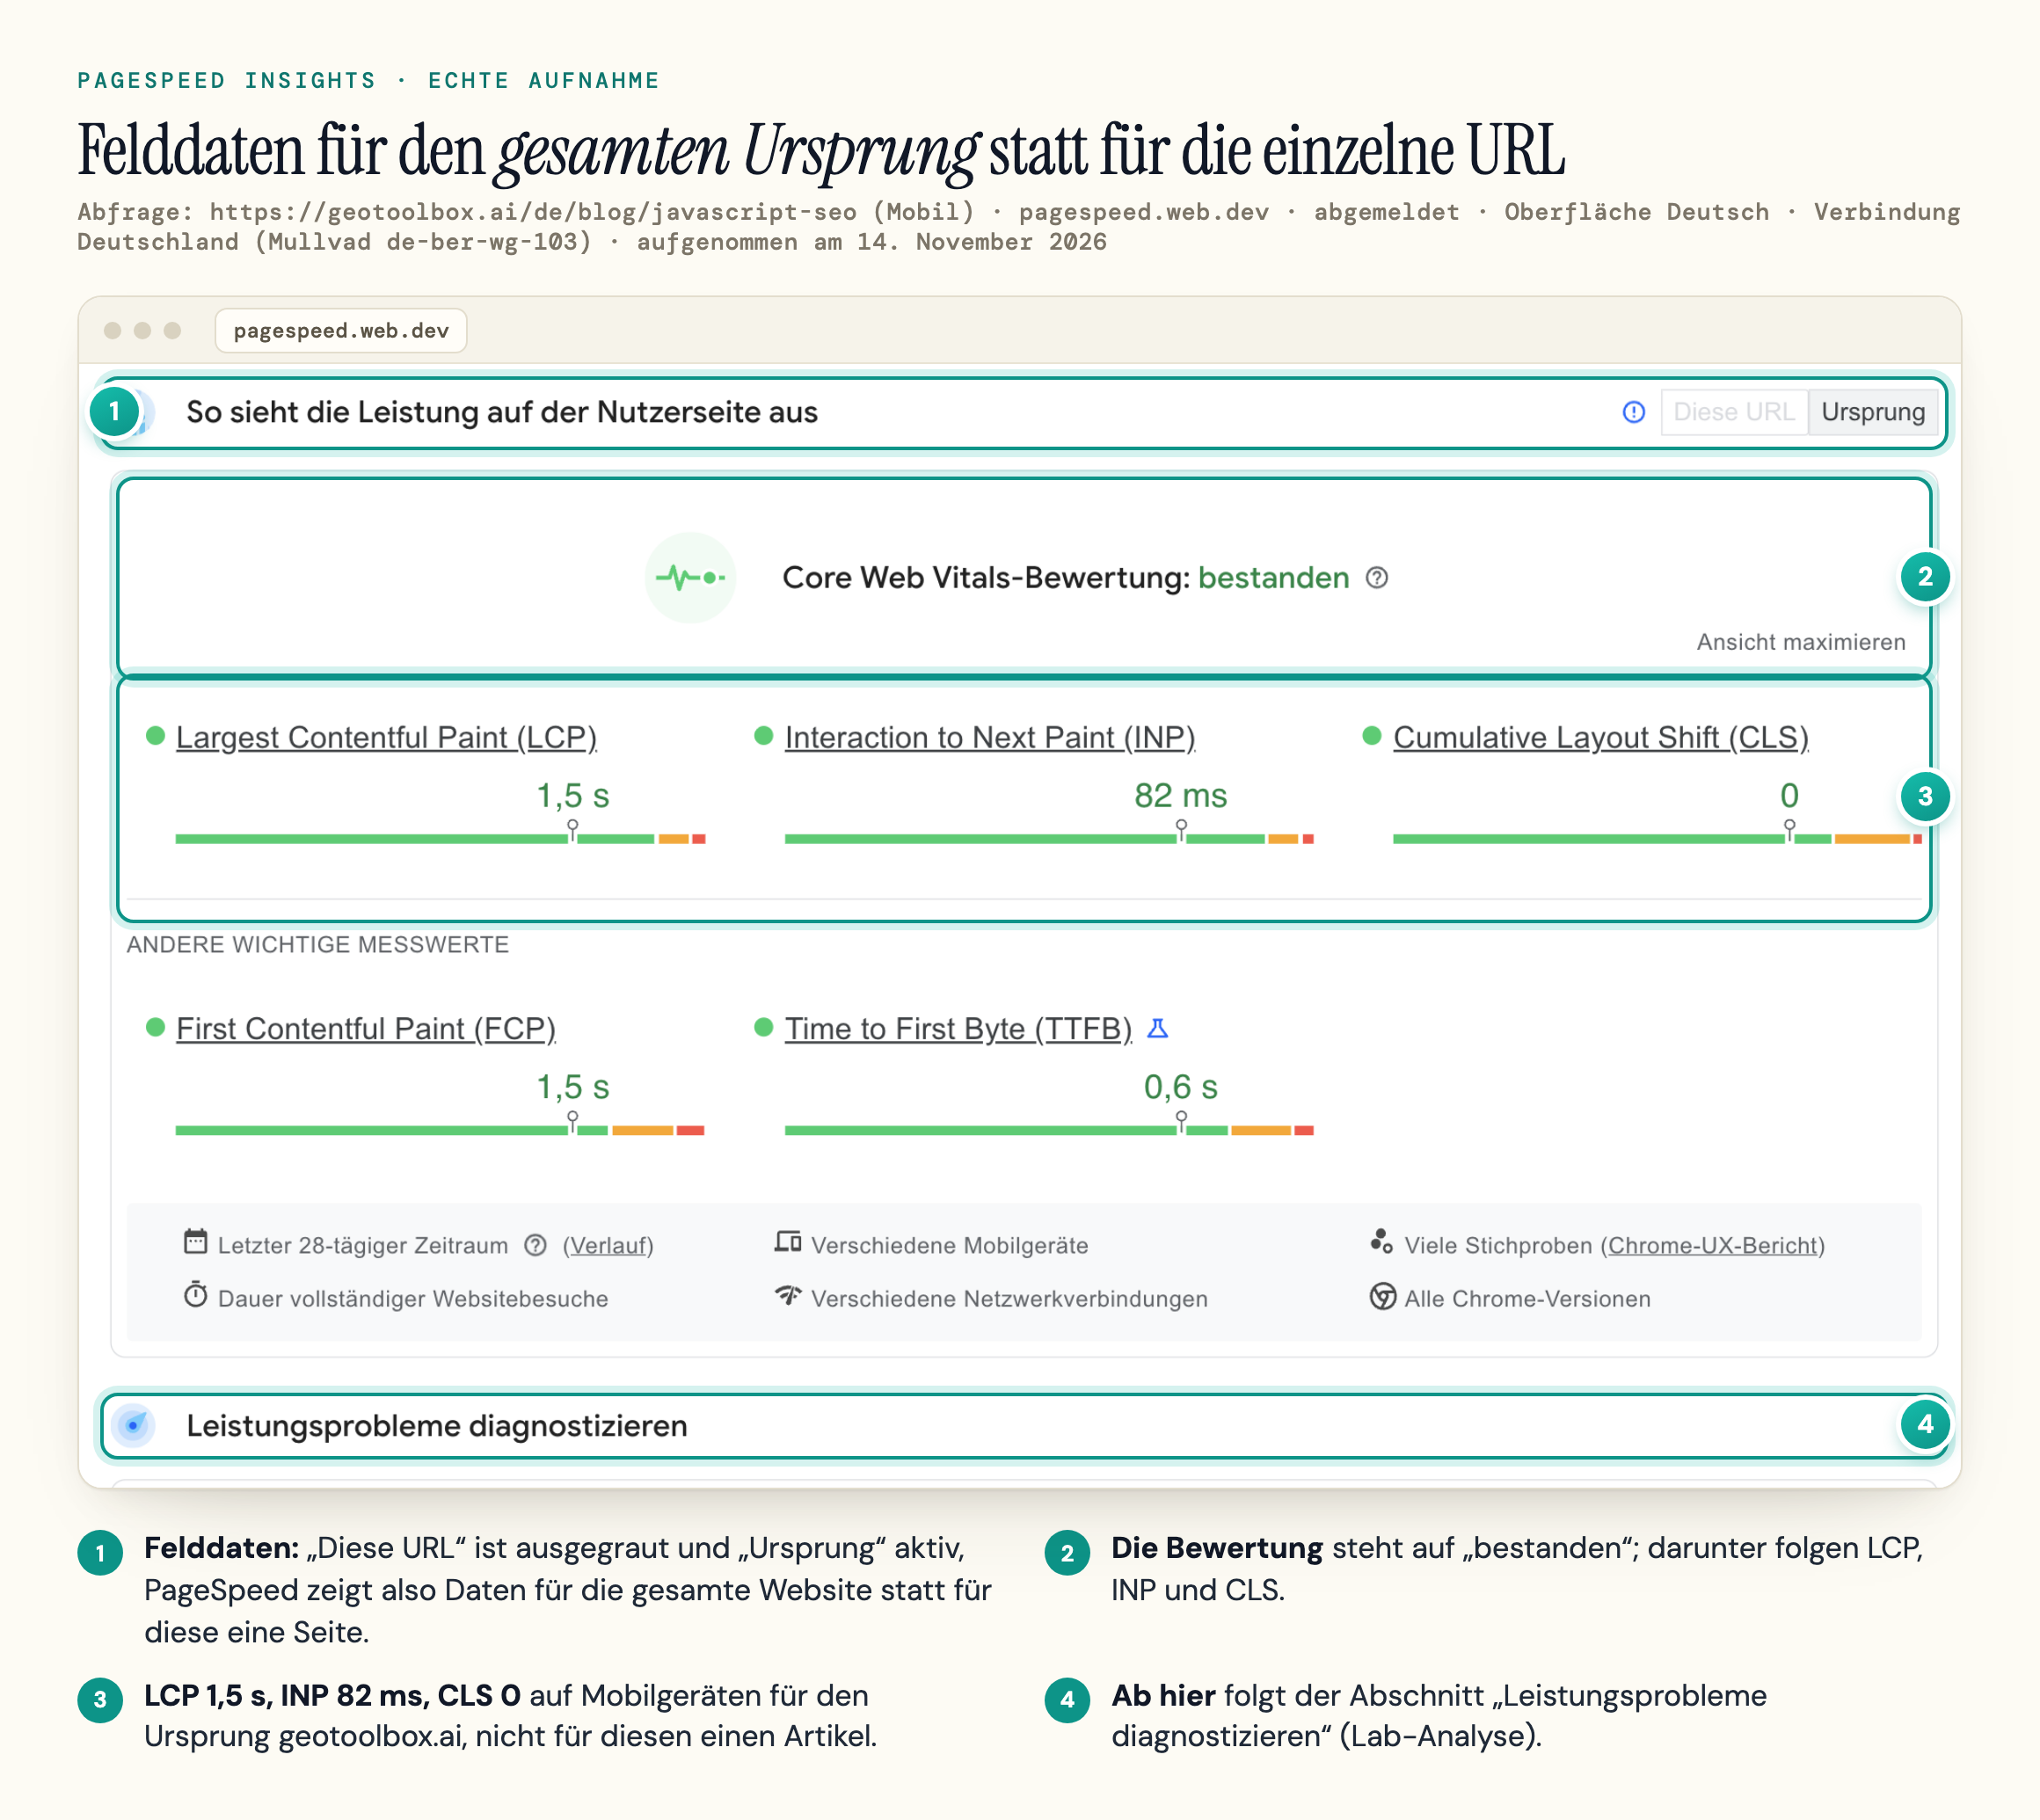 PAGESPEED INSIGHTS · ECHTE AUFNAHME
Felddaten für den gesamten Ursprung statt für die einzelne URL
Abfrage: https://geotoolbox.ai/de/blog/javascript-seo (Mobil) · pagespeed.web.dev · abgemeldet · Oberfläche Deutsch · Verbindung
Deutschland (Mullvad de-ber-wg-103) · aufgenommen am 14. November 2026
pagespeed.web.dev
1 So sieht die Leistung auf der Nutzerseite aus Diese URL Ursprung
Core Web Vitals-Bewertung: bestanden
2
Ansicht maximieren
Largest Contentful Paint (LCP) Interaction to Next Paint (INP) Cumulative Layout Shift (CLS)
1,5 s 82 ms 0 3
ANDERE WICHTIGE MESSWERTE
First Contentful Paint (FCP) Time to First Byte (TTFB)
1,5 s 0,6 s
Letzter 28-tägiger Zeitraum (Verlauf) Verschiedene Mobilgeräte Viele Stichproben (Chrome-UX-Bericht)
Dauer vollständiger Websitebesuche Verschiedene Netzwerkverbindungen Alle Chrome-Versionen
Leistungsprobleme diagnostizieren 4
1 Felddaten: „Diese URL“ ist ausgegraut und „Ursprung“ aktiv,
PageSpeed zeigt also Daten für die gesamte Website statt für
diese eine Seite.
2 Die Bewertung steht auf „bestanden“; darunter folgen LCP,
INP und CLS.
3 LCP 1,5 s, INP 82 ms, CLS 0 auf Mobilgeräten für den
Ursprung geotoolbox.ai, nicht für diesen einen Artikel.
4 Ab hier folgt der Abschnitt „Leistungsprobleme
diagnostizieren“ (Lab-Analyse).